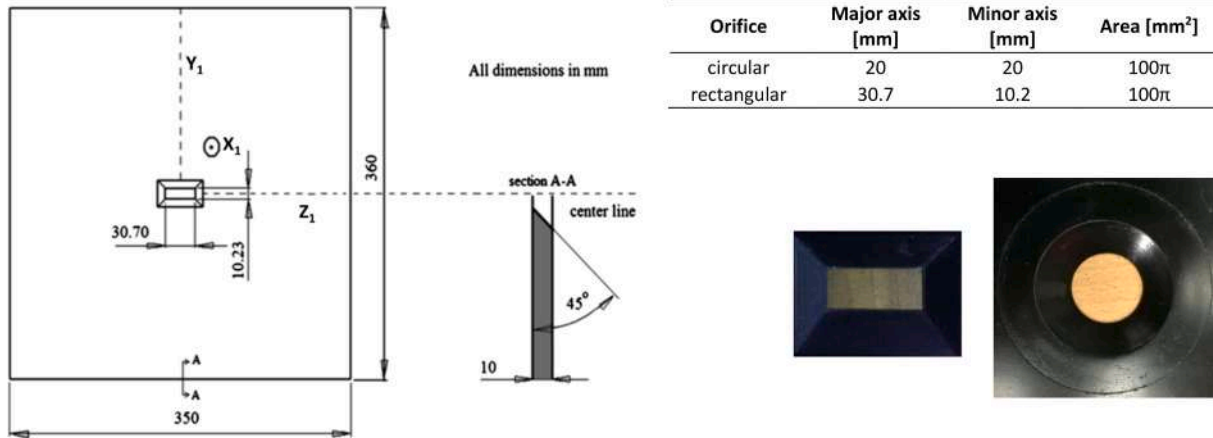 Y1
All dimensions in mm
X1
360
section A-A
Z1
center line
30.70
10.23
45°
A
A
10
350
Orifice Major axis [mm] Minor axis [mm] Area [mm²]
circular 20 20 100π
rectangular 30.7 10.2 100π